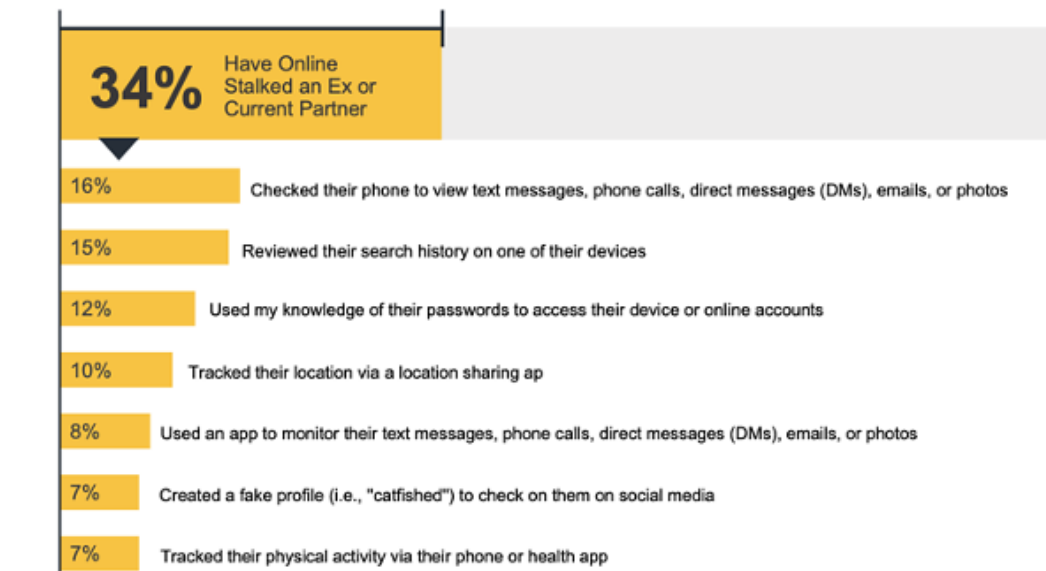 34%
Have Online
Stalked an Ex or
Current Partner
16%
Checked their phone to view text messages, phone calls, direct messages (DMs), emails, or photos
15%
Reviewed their search history on one of their devices
12%
Used my knowledge of their passwords to access their device or online accounts
10%
Tracked their location via a location sharing ap
8%
Used an app to monitor their text messages, phone calls, direct messages (DMs), emails, or photos
7%
Created a fake profile (i.e., "catfished") to check on them on social media
7%
Tracked their physical activity via their phone or health app